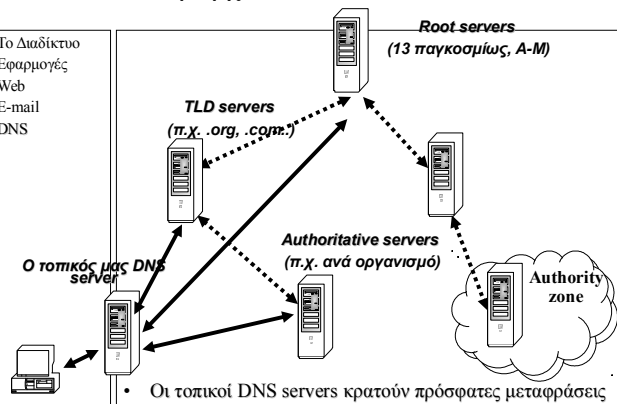 Το Διαδίκτυο
Εφαρμογές
Web
E-mail
DNS
Root servers
(13 παγκοσμίως, A-M)
TLD servers
(π.χ. .org, .com..)
Authoritative servers
(π.χ. ανά οργανισμό)
Ο τοπικός μας DNS
server
Authority
zone
• Οι τοπικοί DNS servers κρατούν πρόσφατες μεταφράσεις